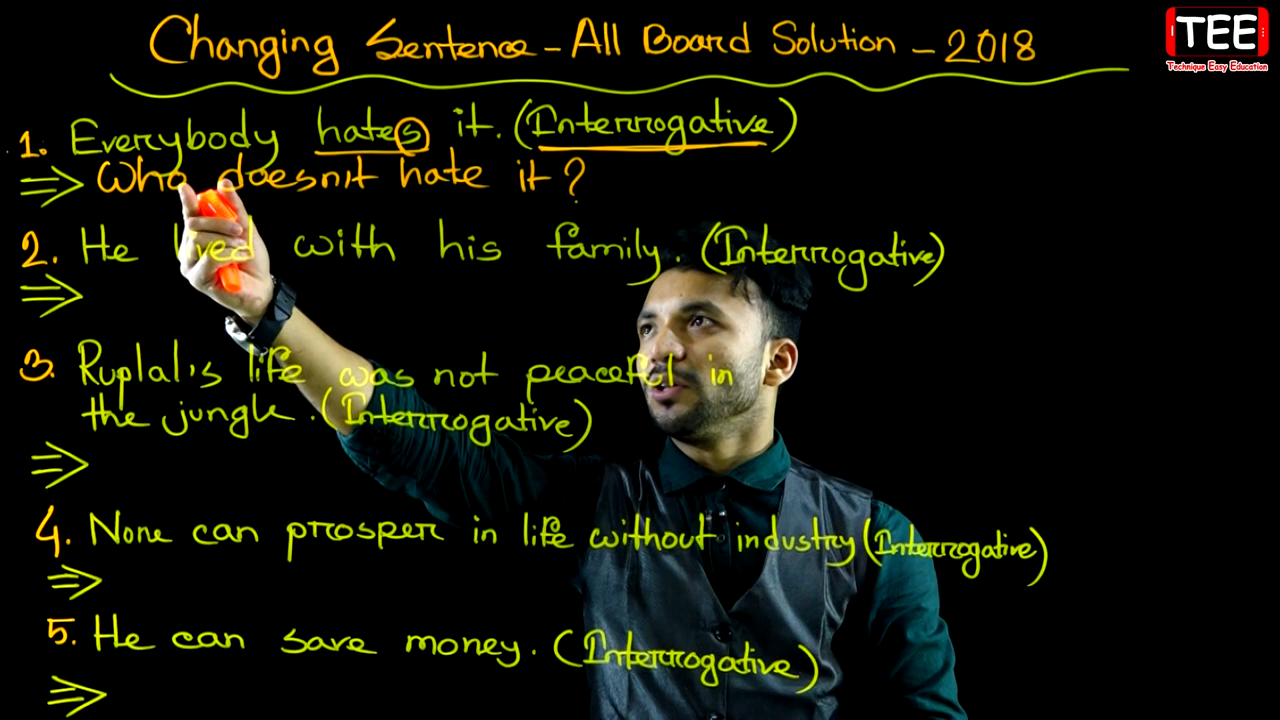 Changing Sentence - All Board Solution - 2018
TEE
Technique Easy Education
1. Everybody hates it. (Interrogative)
⇒ Who doesn't hate it?
2. He lived with his family. (Interrogative)
⇒
3. Ruplal's life was not peaceful in
the jungle. (Interrogative)
⇒
4. None can prosper in life without industry (Interrogative)
⇒
5. He can save money. (Interrogative)
⇒